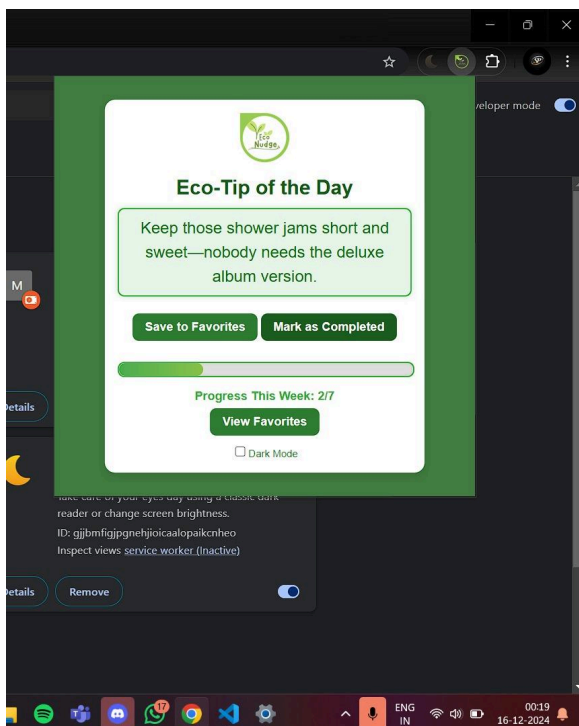 veloper mode
Eco
Nudge
Eco-Tip of the Day
Keep those shower jams short and
sweet—nobody needs the deluxe
album version.
M
Save to Favorites
Mark as Completed
Progress This Week: 2/7
Details
View Favorites
Dark Mode
reader or change screen brightness.
ID: gjjbmfigjpgnehjioicaalopaikcnheo
Inspect views service worker (Inactive)
Details
Remove
17
ENG
IN
00:19
16-12-2024